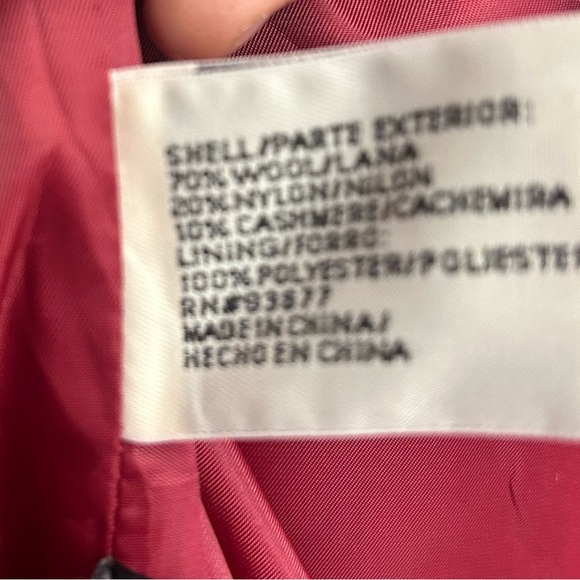 SHELL/PARTE EXTERIOR:
70% WOOL/LANA
20% NYLON/NILON
10% CASHMERE/CACHEMIRA
LINING/FORRO:
100% POLYESTER/POLIESTER
RN#93677
MADE IN CHINA/
HECHO EN CHINA